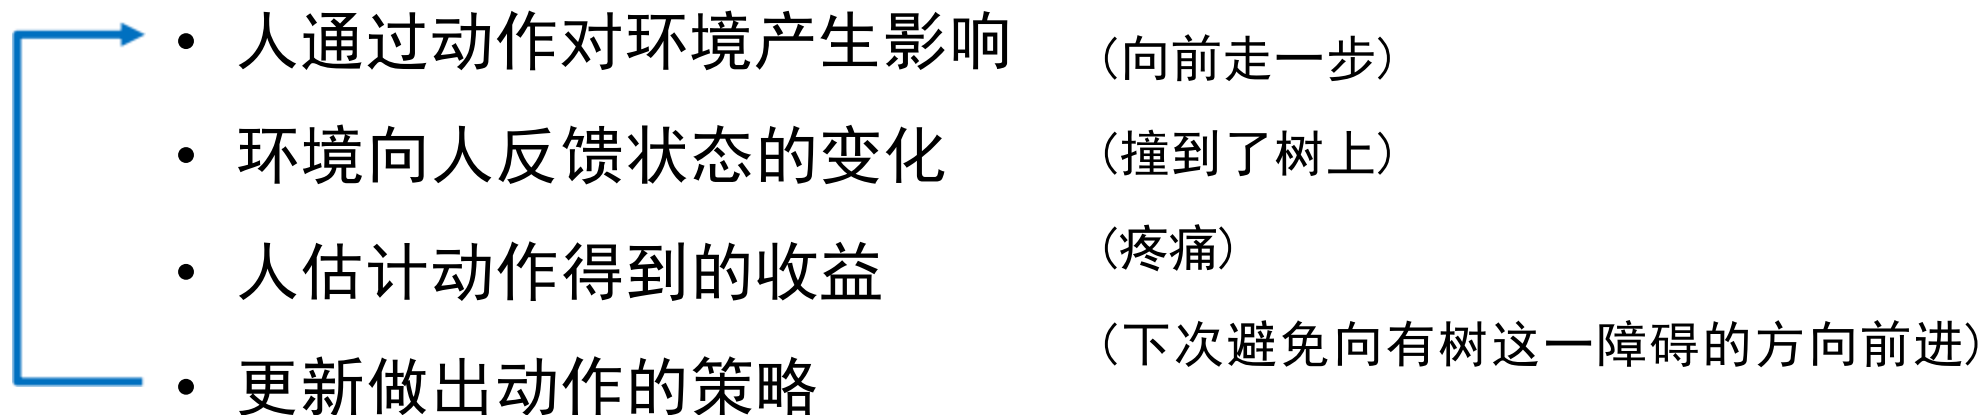 • 人通过动作对环境产生影响 (向前走一步)
• 环境向人反馈状态的变化 (撞到了树上)
• 人估计动作得到的收益 (疼痛)
• 更新做出动作的策略 (下次避免向有树这一障碍的方向前进)